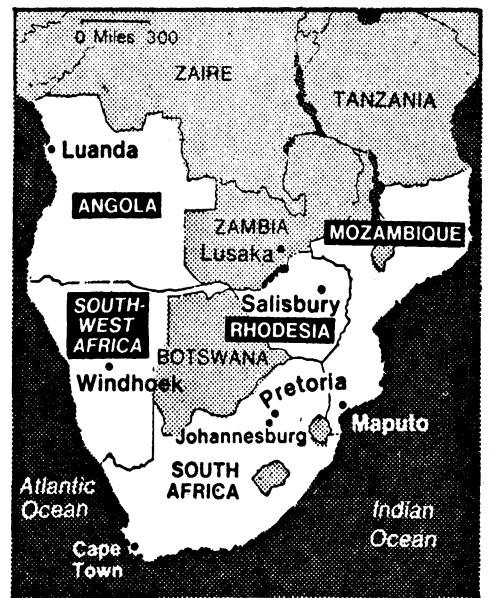 0 Miles 300
ZAIRE
TANZANIA
Luanda
ANGOLA
ZAMBIA
Lusaka
MOZAMBIQUE
SOUTH-
WEST
AFRICA
Salisbury
RHODESIA
BOTSWANA
Windhoek
Pretoria
Maputo
Johannesburg
SOUTH
AFRICA
Atlantic
Ocean
Indian
Ocean
Cape
Town